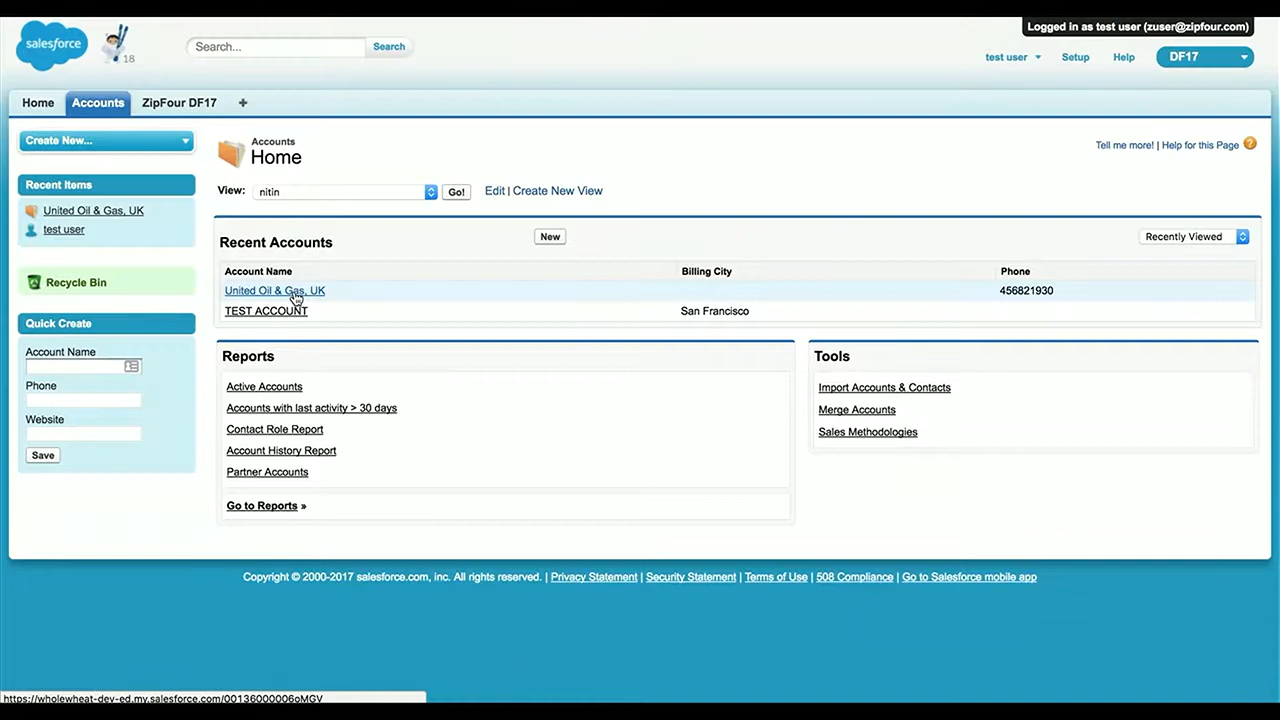 Logged in as test user (zuser@zipfour.com)
salesforce
18
Search...
Search
test user
Setup
Help
DF17
Home
Accounts
ZipFour DF17
+
Create New...
Accounts
Home
Tell me more! | Help for this Page
?
Recent Items
United Oil & Gas, UK
test user
View:
nitin
Go!
Edit | Create New View
Recycle Bin
Recent Accounts
New
Recently Viewed
Account Name
Billing City
Phone
United Oil & Gas, UK
456821930
TEST ACCOUNT
San Francisco
Quick Create
Account Name
Phone
Website
Save
Reports
Active Accounts
Accounts with last activity > 30 days
Contact Role Report
Account History Report
Partner Accounts
Go to Reports »
Tools
Import Accounts & Contacts
Merge Accounts
Sales Methodologies
Copyright © 2000-2017 salesforce.com, inc. All rights reserved. | Privacy Statement | Security Statement | Terms of Use | 508 Compliance | Go to Salesforce mobile app
https://wholewheat-dev-ed.my.salesforce.com/00136000006oMGV